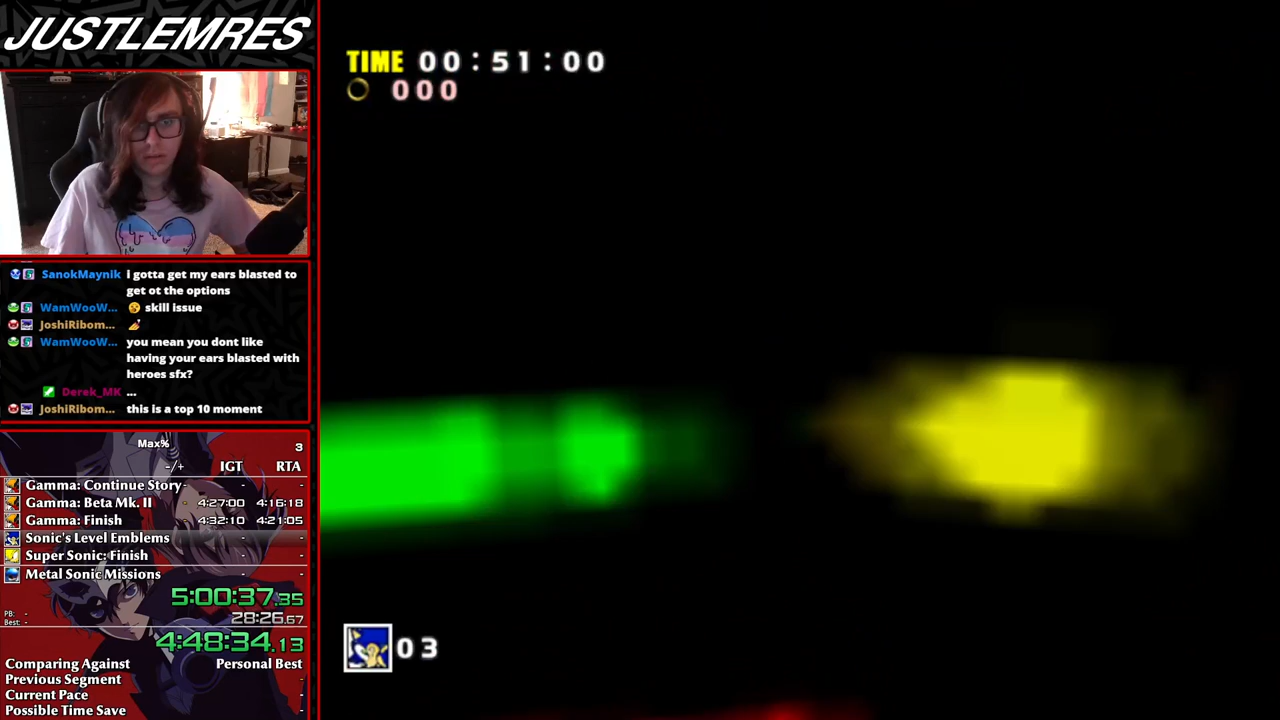 JUSTLEMRES
TIME 00:51:00
000
SanokMaynik i gotta get my ears blasted to
get ot the options
WamWooW... skill issue
JoshiRibom...
WamWooW... you mean you dont like
having your ears blasted with
heroes sfx?
Derek_MK ...
JoshiRibom... this is a top 10 moment
Max% 3
-/+ IGT RTA
Gamma: Continue Story - - -
Gamma: Beta Mk. II - 4:27:00 4:16:18
Gamma: Finish 4:32:10 4:21:05
Sonic's Level Emblems - -
Super Sonic: Finish - -
Metal Sonic Missions - -
5:00:37.35
PB: -
Best: -
28:26.67
4:48:34.13
Comparing Against Personal Best
Previous Segment -
Current Pace -
Possible Time Save -
03